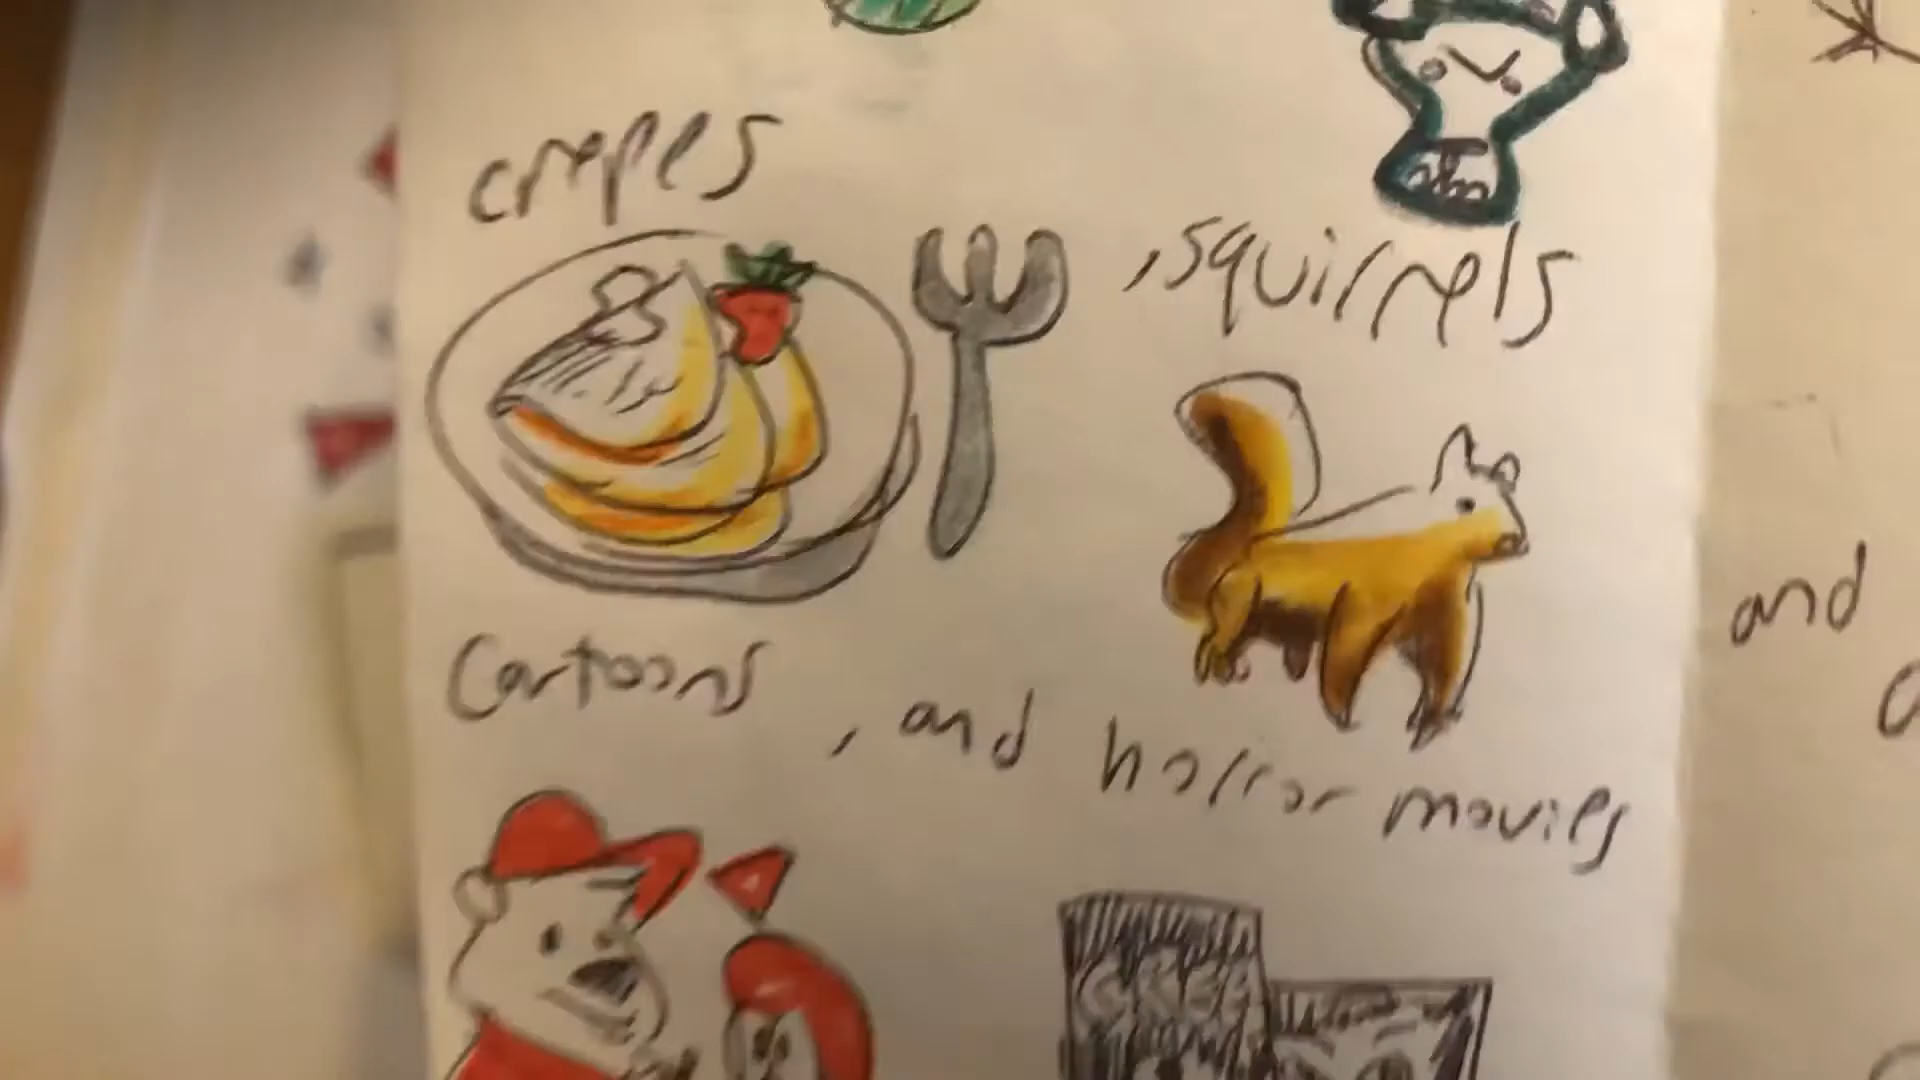 crepes
, squirrels
cartoons
, and horror movies
and